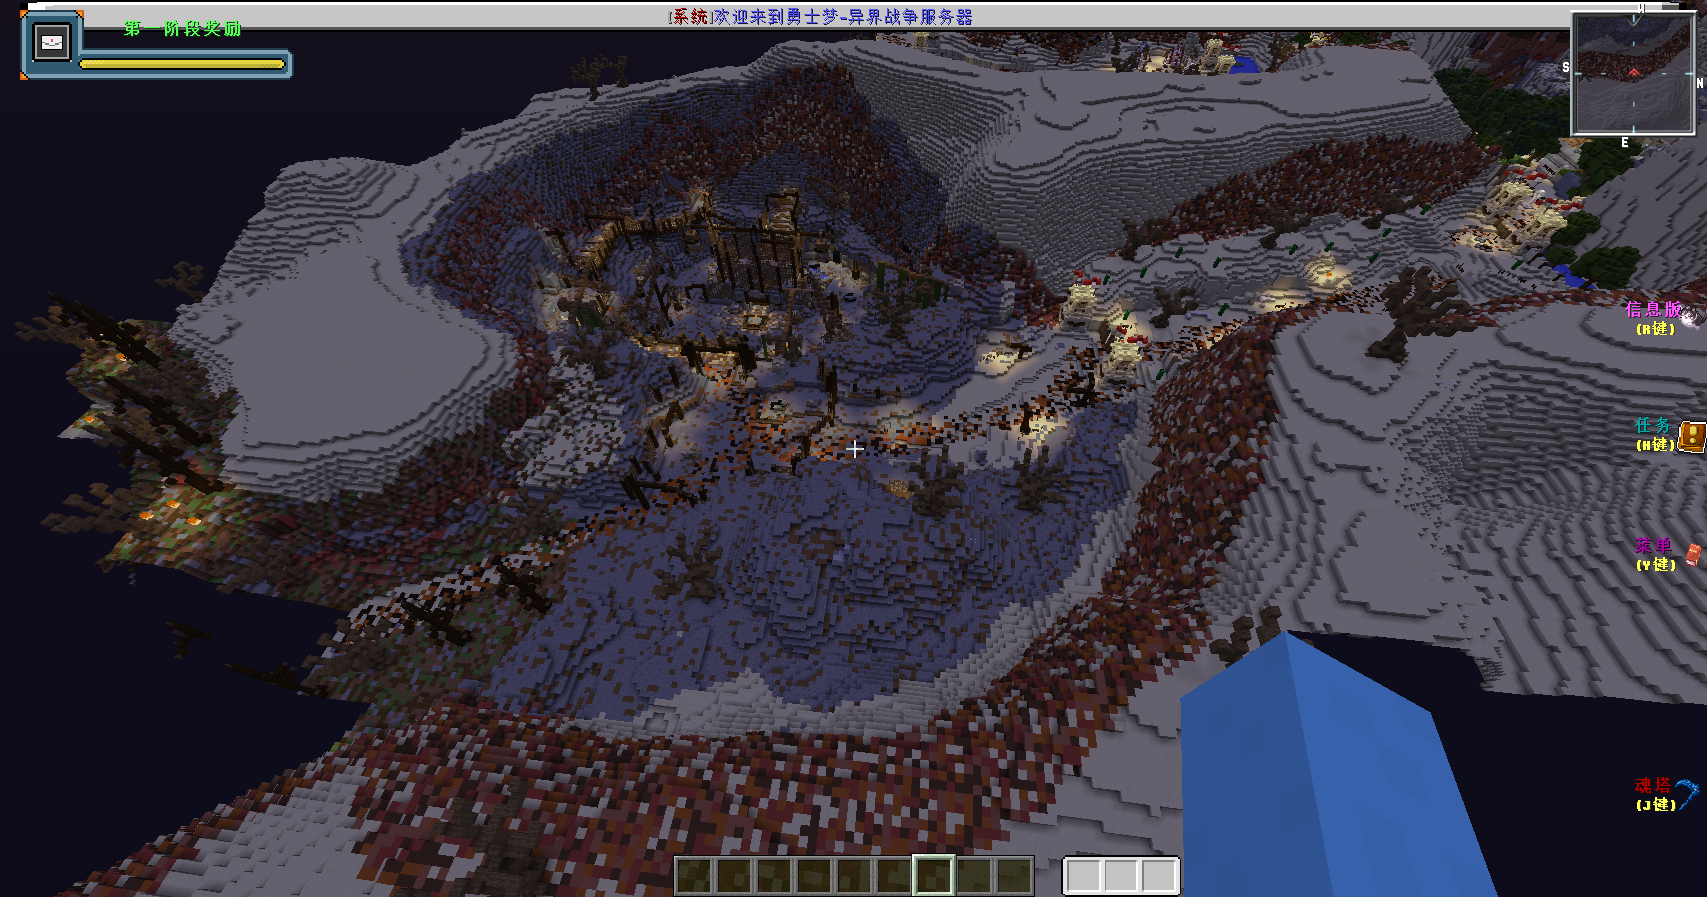 [系统]欢迎来到勇士梦-异界战争服务器
第一阶段奖励
N
S
N
E
信息版
(R键)
任务
(H键)
菜单
(Y键)
魂塔
(J键)